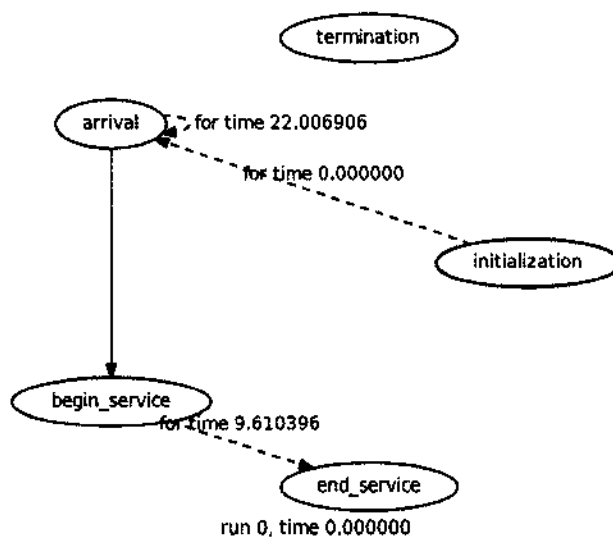 termination
arrival
for time 22.006906
for time 0.000000
initialization
begin_service
for time 9.610396
end_service
run 0, time 0.000000